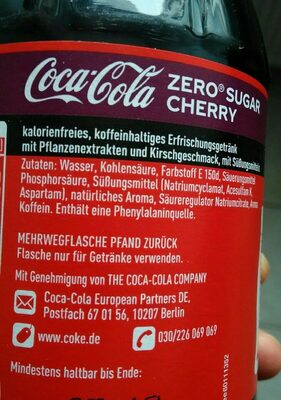 Coca-Cola ZERO® SUGAR
CHERRY
kalorienfreies, koffeinhaltiges Erfrischungsgetränk
mit Pflanzenextrakten und Kirschgeschmack, mit Süßungsmitteln
Zutaten: Wasser, Kohlensäure, Farbstoff E 150d, Säuerungsmittel
Phosphorsäure, Süßungsmittel (Natriumcyclamat, Acesulfam K,
Aspartam), natürliches Aroma, Säureregulator Natriumcitrate, Aroma
Koffein. Enthält eine Phenylalaninquelle.
MEHRWEGFLASCHE PFAND ZURÜCK
Flasche nur für Getränke verwenden.
Mit Genehmigung von THE COCA-COLA COMPANY
Coca-Cola European Partners DE,
Postfach 67 01 56, 10207 Berlin
www.coke.de
030/226 069 069
Mindestens haltbar bis Ende: